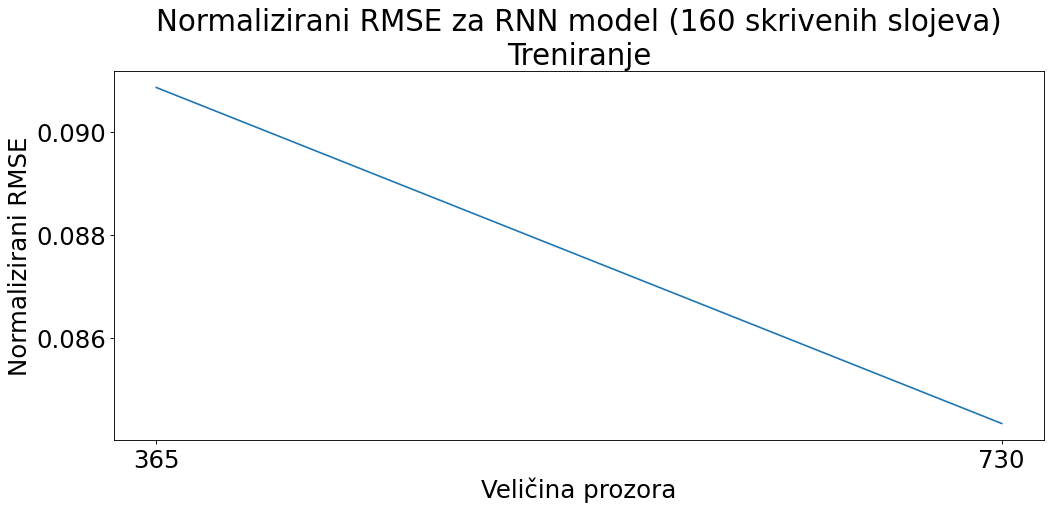 Normalizirani RMSE za RNN model (160 skrivenih slojeva)
Treniranje
Normalizirani RMSE
0.090
0.088
0.086
365
730
Veličina prozora